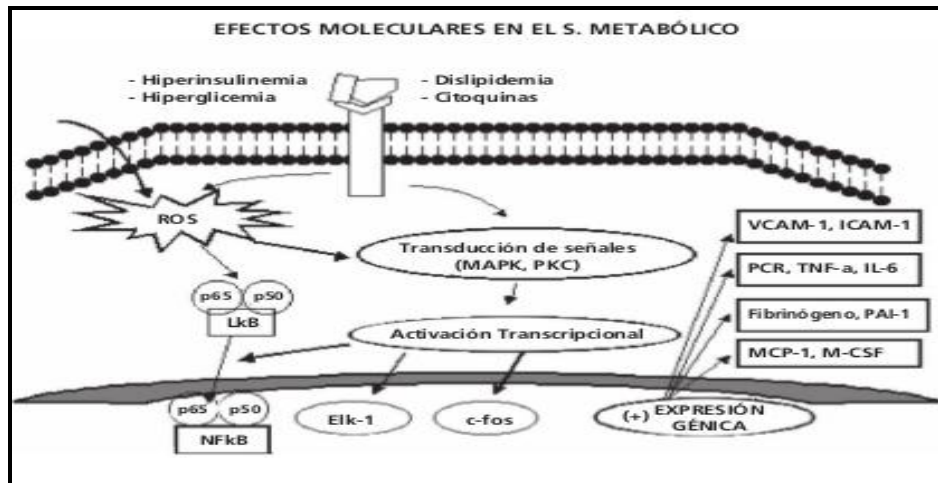 EFECTOS MOLECULARES EN EL S. METABÓLICO
- Hiperinsulinemia
- Hiperglicemia
- Dislipidemia
- Citoquinas
ROS
Transducción de señales
(MAPK, PKC)
VCAM-1, ICAM-1
PCR, TNF-a, IL-6
Fibrinógeno, PAI-1
MCP-1, M-CSF
p65 p50
LkB
Activación Transcripcional
p65 p50
NFkB
Elk-1
c-fos
(+) EXPRESIÓN
GÉNICA